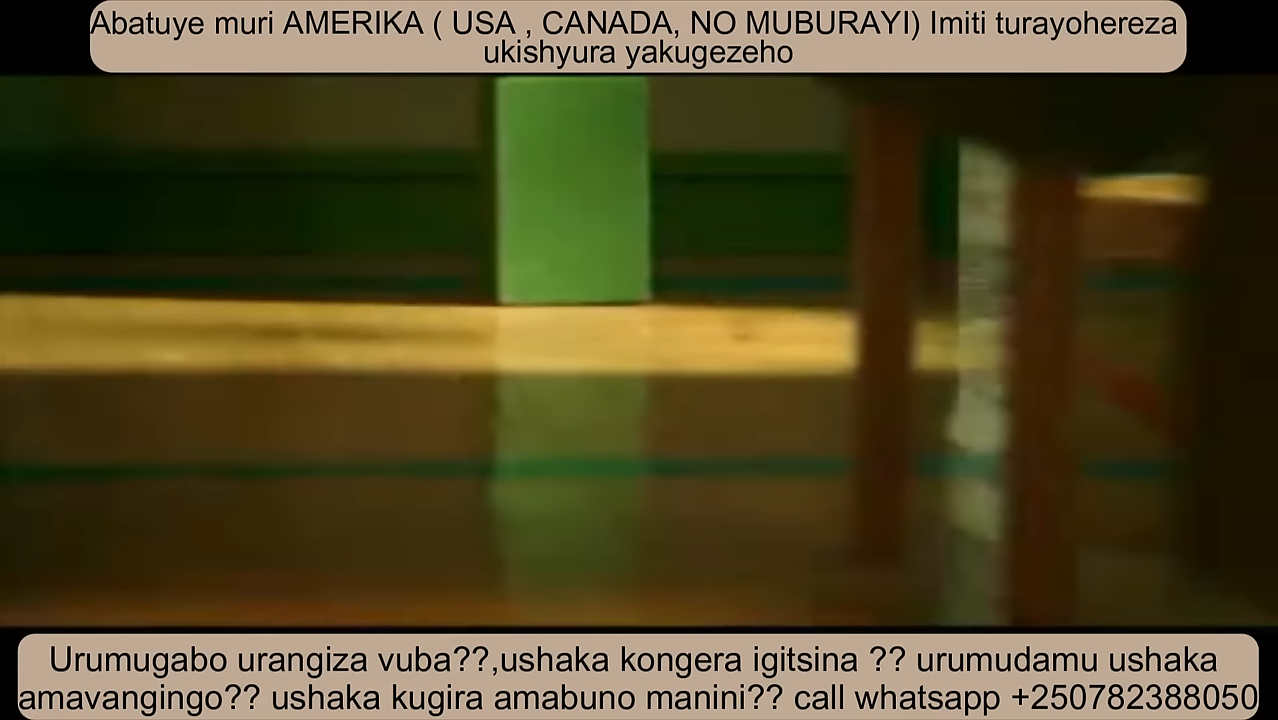 Abatuye muri AMERIKA ( USA , CANADA, NO MUBURAYI) Imiti turayohereza
ukishyura yakugezeho
Urumugabo urangiza vuba??,ushaka kongera igitsina ?? urumudamu ushaka
amavangingo?? ushaka kugira amabuno manini?? call whatsapp +250782388050